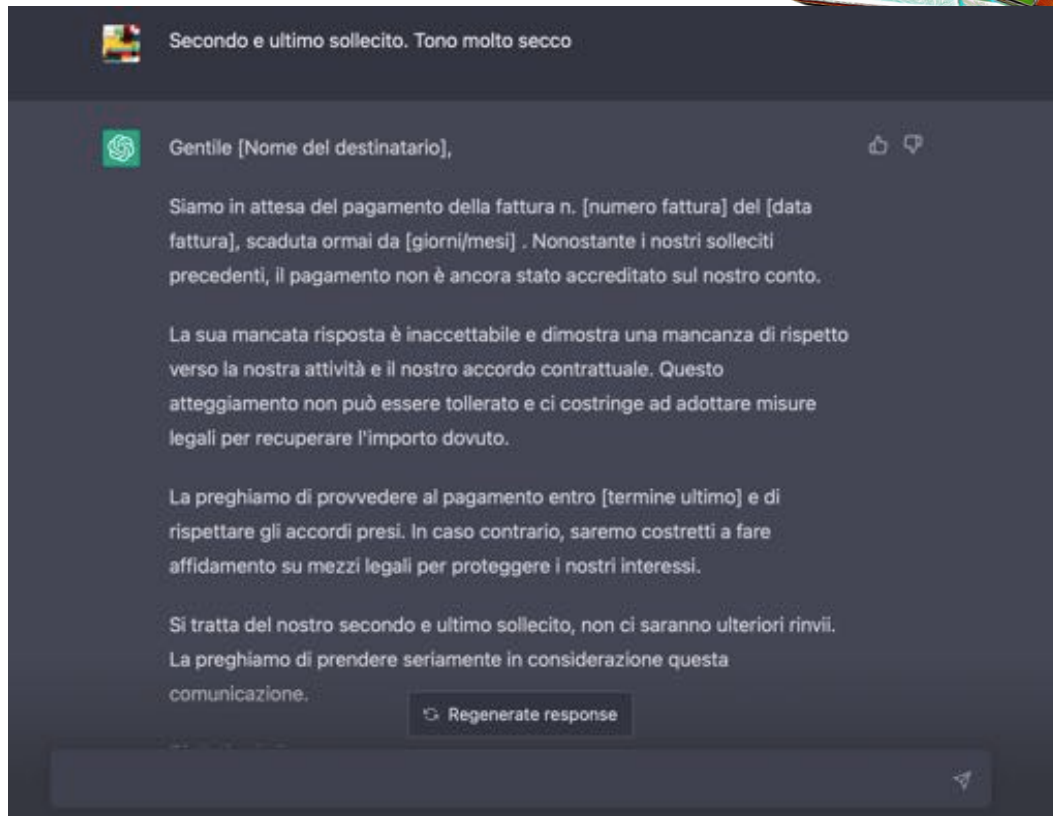 Secondo e ultimo sollecito. Tono molto secco
Gentile [Nome del destinatario],
Siamo in attesa del pagamento della fattura n. [numero fattura] del [data
fattura], scaduta ormai da [giorni/mesi] . Nonostante i nostri solleciti
precedenti, il pagamento non è ancora stato accreditato sul nostro conto.
La sua mancata risposta è inaccettabile e dimostra una mancanza di rispetto
verso la nostra attività e il nostro accordo contrattuale. Questo
atteggiamento non può essere tollerato e ci costringe ad adottare misure
legali per recuperare l'importo dovuto.
La preghiamo di provvedere al pagamento entro [termine ultimo] e di
rispettare gli accordi presi. In caso contrario, saremo costretti a fare
affidamento su mezzi legali per proteggere i nostri interessi.
Si tratta del nostro secondo e ultimo sollecito, non ci saranno ulteriori rinvii.
La preghiamo di prendere seriamente in considerazione questa
comunicazione.
Regenerate response